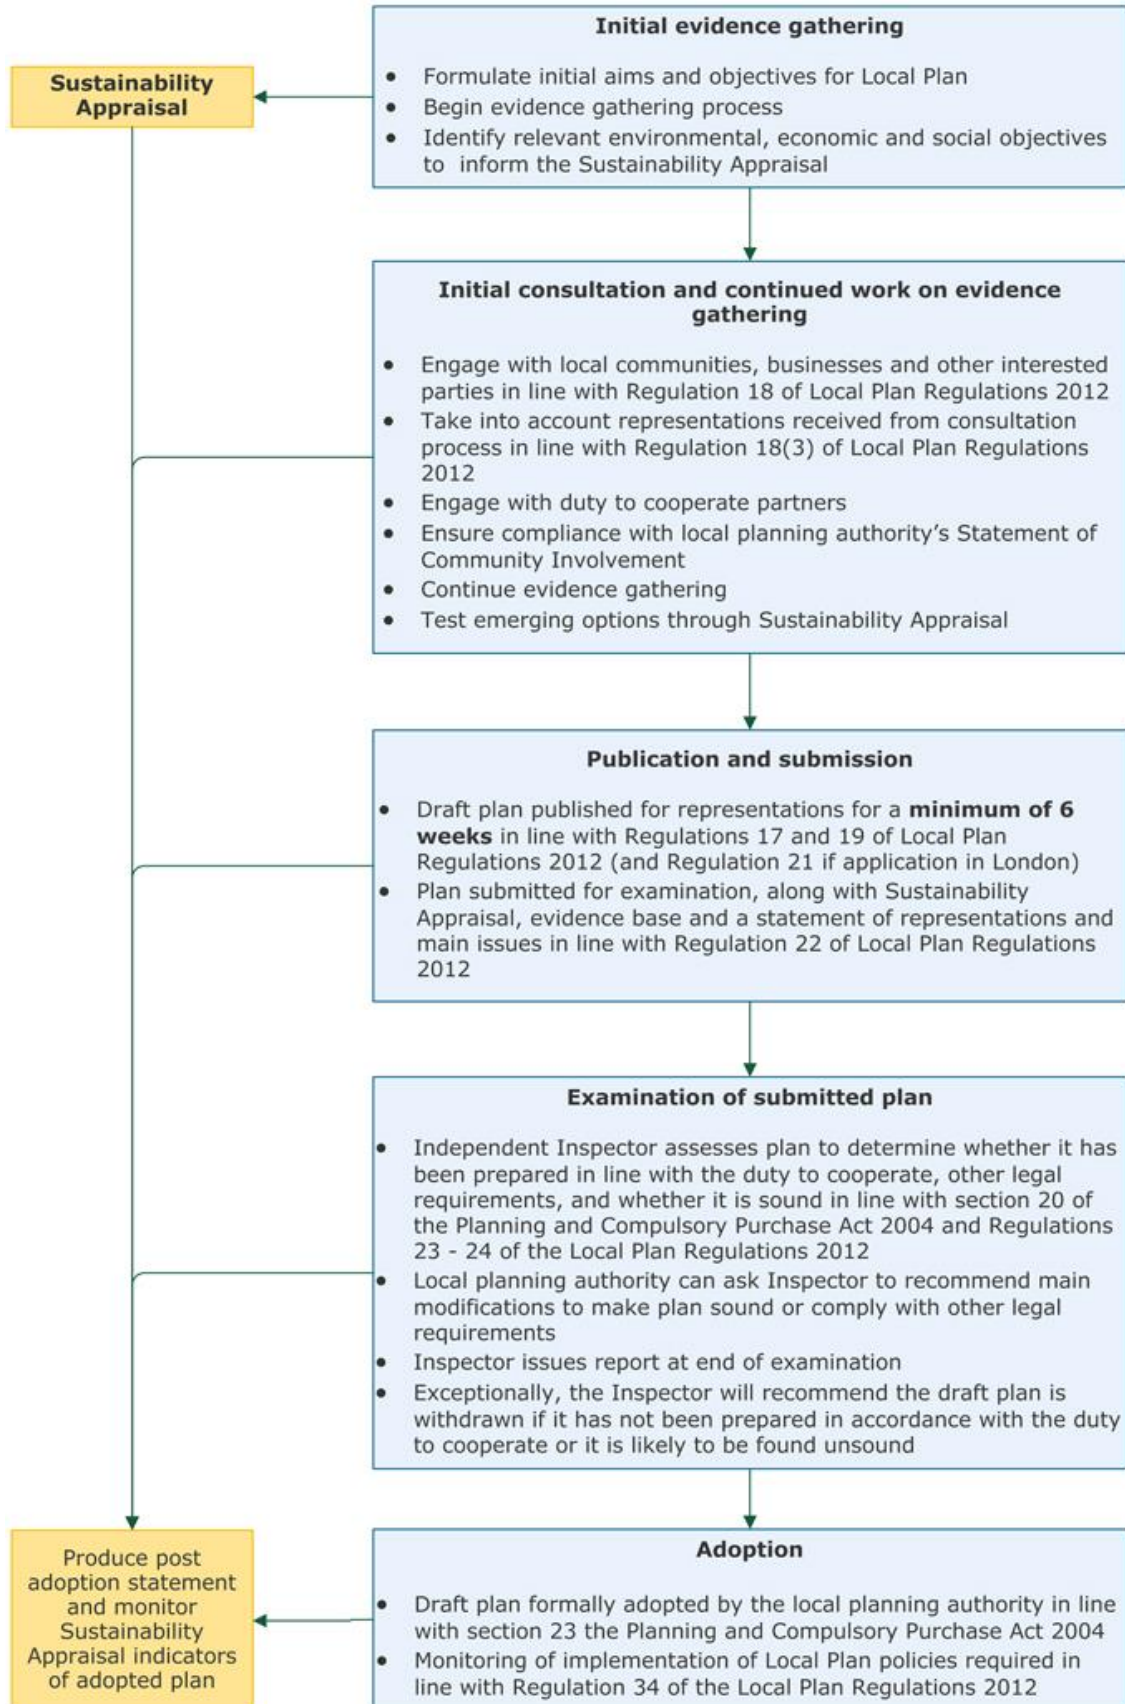 Initial evidence gathering
• Formulate initial aims and objectives for Local Plan
• Begin evidence gathering process
• Identify relevant environmental, economic and social objectives
to inform the Sustainability Appraisal
Sustainability
Appraisal
Initial consultation and continued work on evidence
gathering
• Engage with local communities, businesses and other interested
parties in line with Regulation 18 of Local Plan Regulations 2012
• Take into account representations received from consultation
process in line with Regulation 18(3) of Local Plan Regulations
2012
• Engage with duty to cooperate partners
• Ensure compliance with local planning authority’s Statement of
Community Involvement
• Continue evidence gathering
• Test emerging options through Sustainability Appraisal
Publication and submission
• Draft plan published for representations for a minimum of 6
weeks in line with Regulations 17 and 19 of Local Plan
Regulations 2012 (and Regulation 21 if application in London)
• Plan submitted for examination, along with Sustainability
Appraisal, evidence base and a statement of representations and
main issues in line with Regulation 22 of Local Plan Regulations
2012
Examination of submitted plan
• Independent Inspector assesses plan to determine whether it has
been prepared in line with the duty to cooperate, other legal
requirements, and whether it is sound in line with section 20 of
the Planning and Compulsory Purchase Act 2004 and Regulations
23 - 24 of the Local Plan Regulations 2012
• Local planning authority can ask Inspector to recommend main
modifications to make plan sound or comply with other legal
requirements
• Inspector issues report at end of examination
• Exceptionally, the Inspector will recommend the draft plan is
withdrawn if it has not been prepared in accordance with the duty
to cooperate or it is likely to be found unsound
Adoption
• Draft plan formally adopted by the local planning authority in line
with section 23 the Planning and Compulsory Purchase Act 2004
• Monitoring of implementation of Local Plan policies required in
line with Regulation 34 of the Local Plan Regulations 2012
Produce post
adoption statement
and monitor
Sustainability
Appraisal indicators
of adopted plan